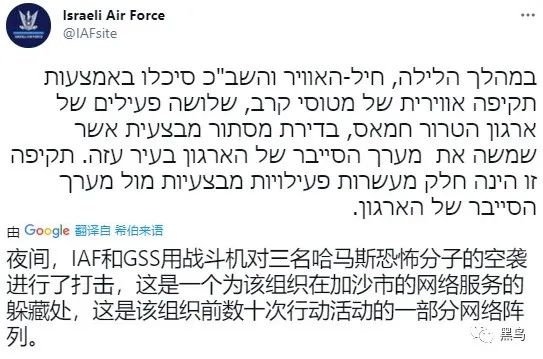 Israeli Air Force
@IAFsite
במהלך הלילה, חיל-האוויר והשב"כ סיכלו באמצעות
תקיפה אווירית של מטוסי קרב, שלושה פעילים של
ארגון הטרור חמאס, בדירת מסתור מבצעית אשר
שמשה את מערך הסייבר של הארגון בעיר עזה. תקיפה
זו הינה חלק מעשרות פעילויות מבצעיות מול מערך
הסייבר של הארגון.
由 Google 翻译自 希伯来语
夜间，IAF和GSS用战斗机对三名哈马斯恐怖分子的空袭
进行了打击，这是一个为该组织在加沙市的网络服务的
躲藏处，这是该组织前数十次行动活动的一部分网络阵
列。
黑鸟